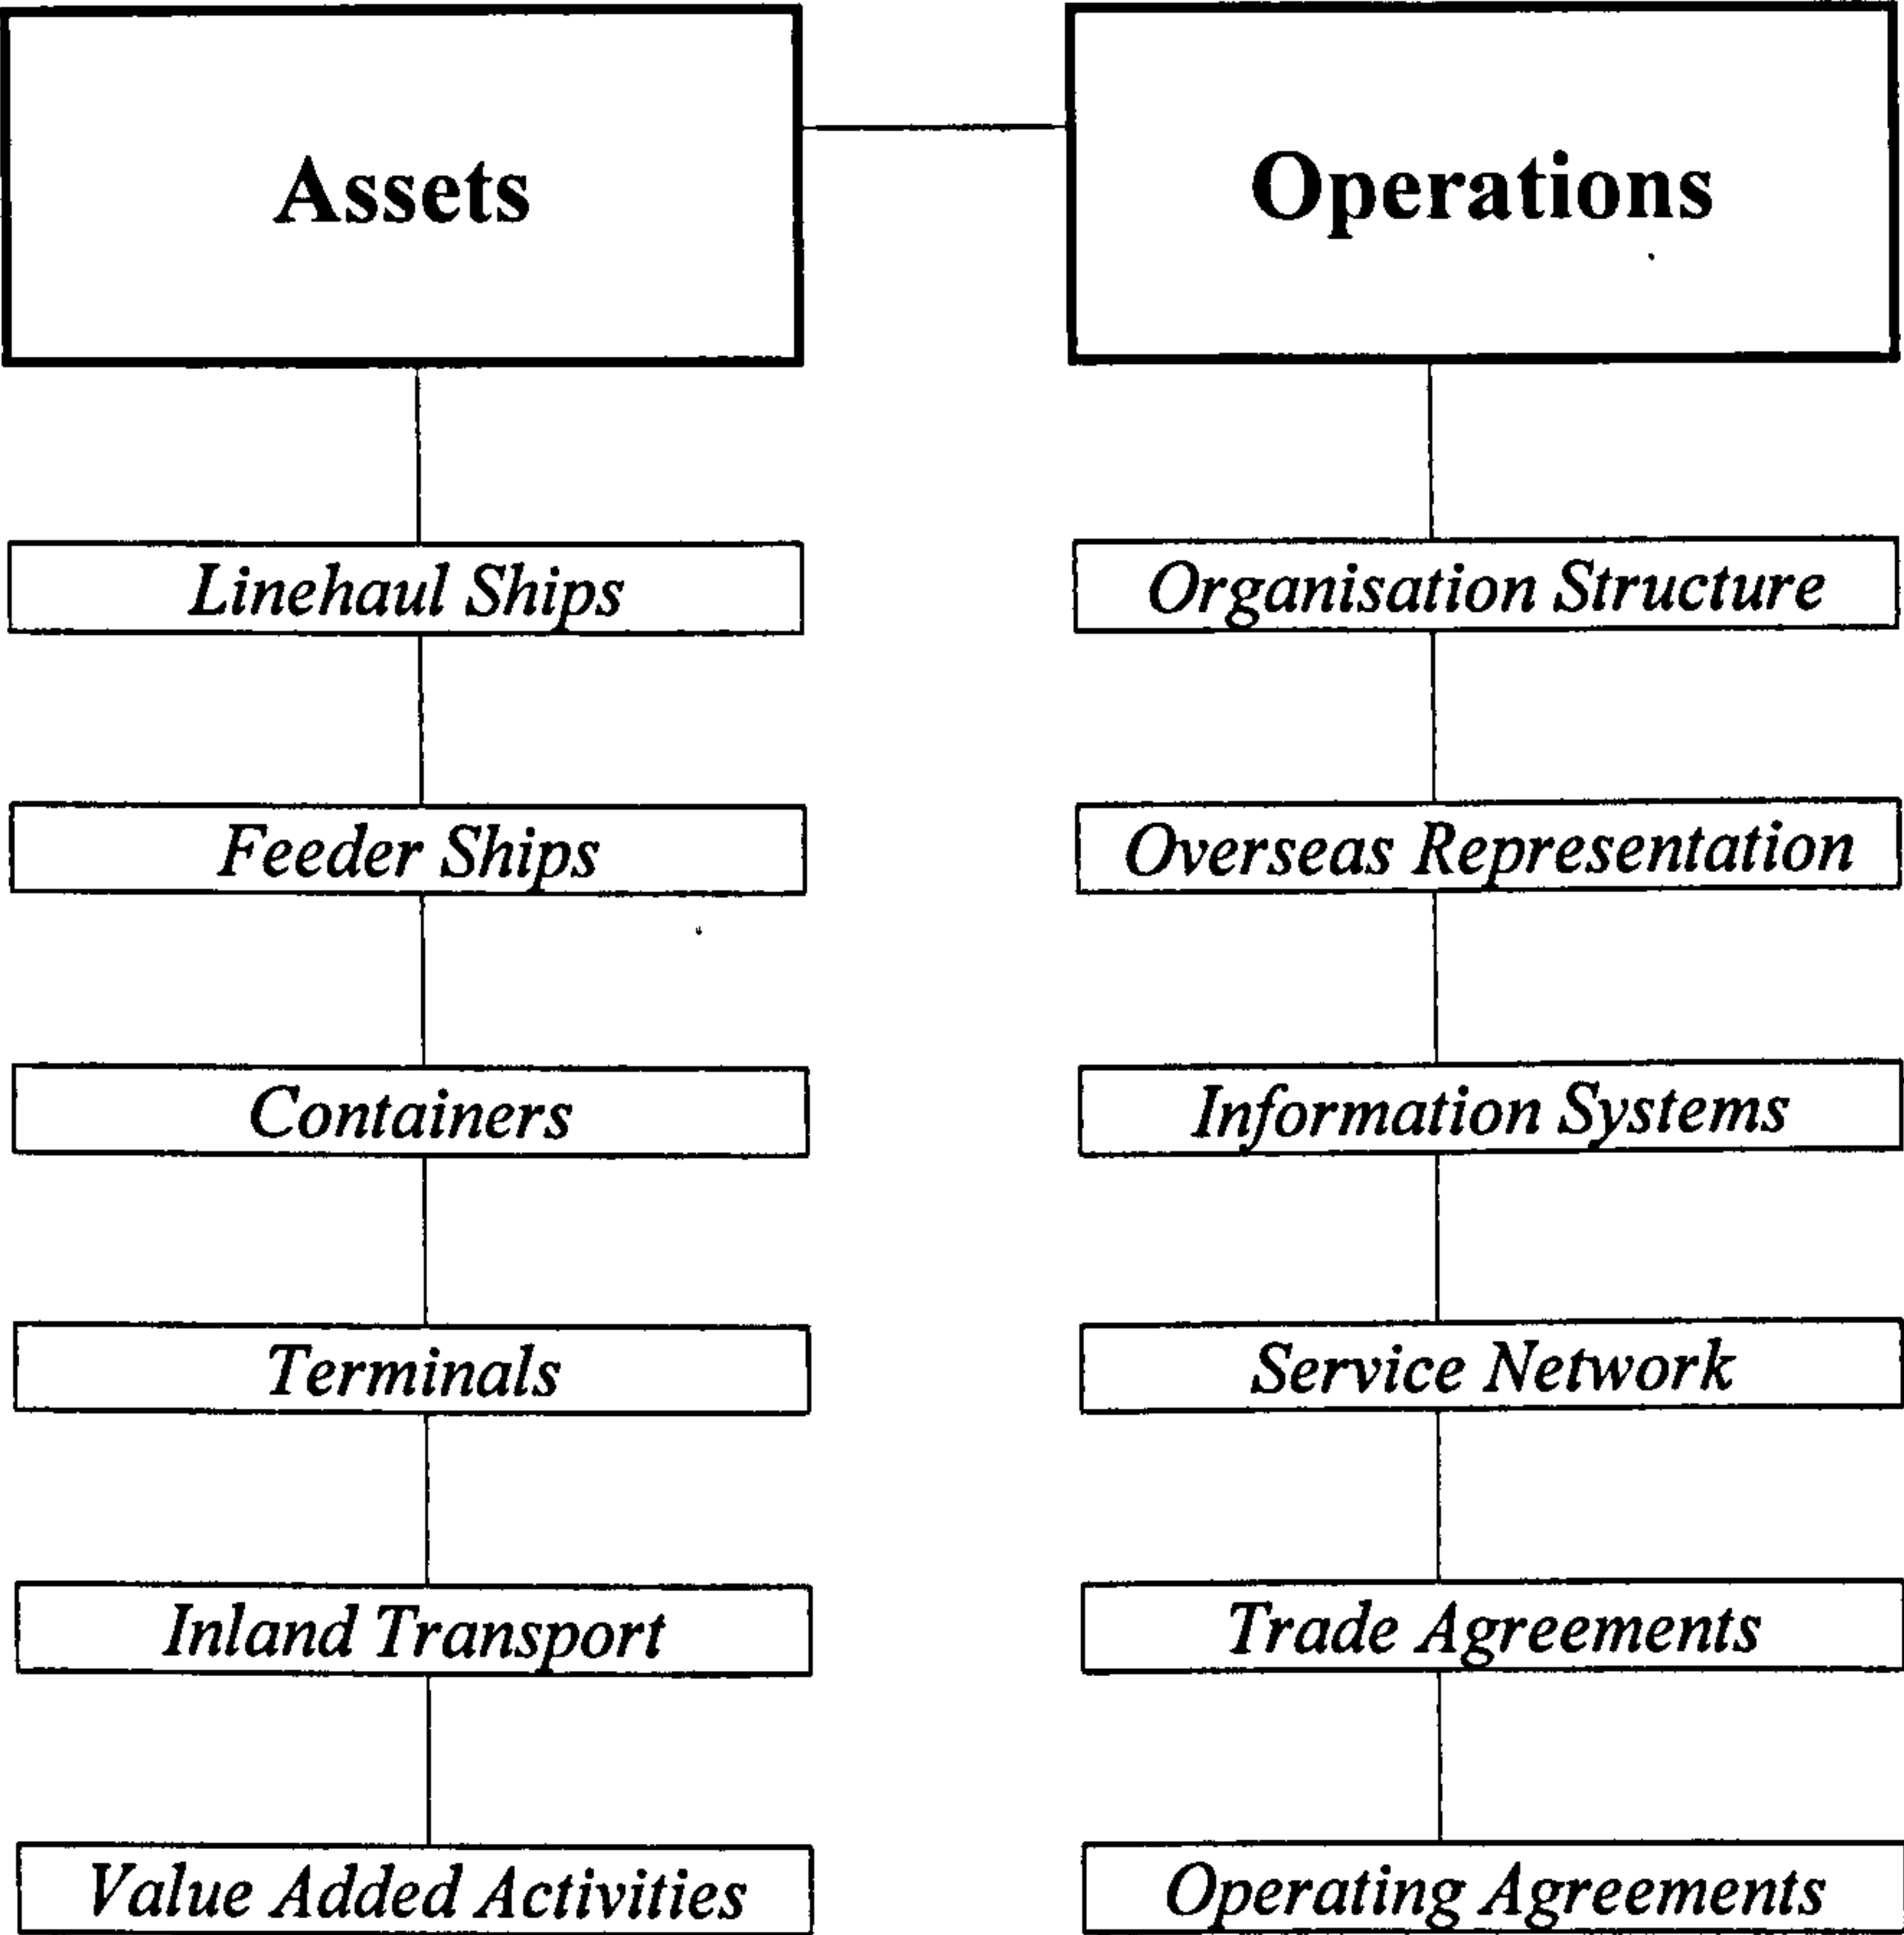 Assets
Operations
Linehaul Ships
Organisation Structure
Feeder Ships
Overseas Representation
Containers
Information Systems
Terminals
Service Network
Inland Transport
Trade Agreements
Value Added Activities
Operating Agreements